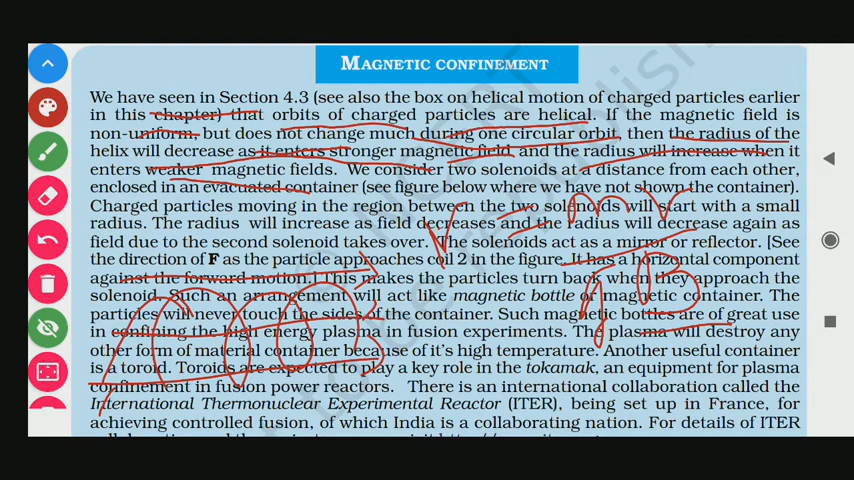 MAGNETIC CONFINEMENT
We have seen in Section 4.3 (see also the box on helical motion of charged particles earlier
in this chapter) that orbits of charged particles are helical. If the magnetic field is
non-uniform, but does not change much during one circular orbit, then the radius of the
helix will decrease as it enters stronger magnetic field and the radius will increase when it
enters weaker magnetic fields. We consider two solenoids at a distance from each other,
enclosed in an evacuated container (see figure below where we have not shown the container).
Charged particles moving in the region between the two solenoids will start with a small
radius. The radius will increase as field decreases and the radius will decrease again as
field due to the second solenoid takes over. The solenoids act as a mirror or reflector. [See
the direction of F as the particle approaches coil 2 in the figure. It has a horizontal component
against the forward motion.] This makes the particles turn back when they approach the
solenoid. Such an arrangement will act like magnetic bottle or magnetic container. The
particles will never touch the sides of the container. Such magnetic bottles are of great use
in confining the high energy plasma in fusion experiments. The plasma will destroy any
other form of material container because of it's high temperature. Another useful container
is a toroid. Toroids are expected to play a key role in the tokamak, an equipment for plasma
confinement in fusion power reactors. There is an international collaboration called the
International Thermonuclear Experimental Reactor (ITER), being set up in France, for
achieving controlled fusion, of which India is a collaborating nation. For details of ITER